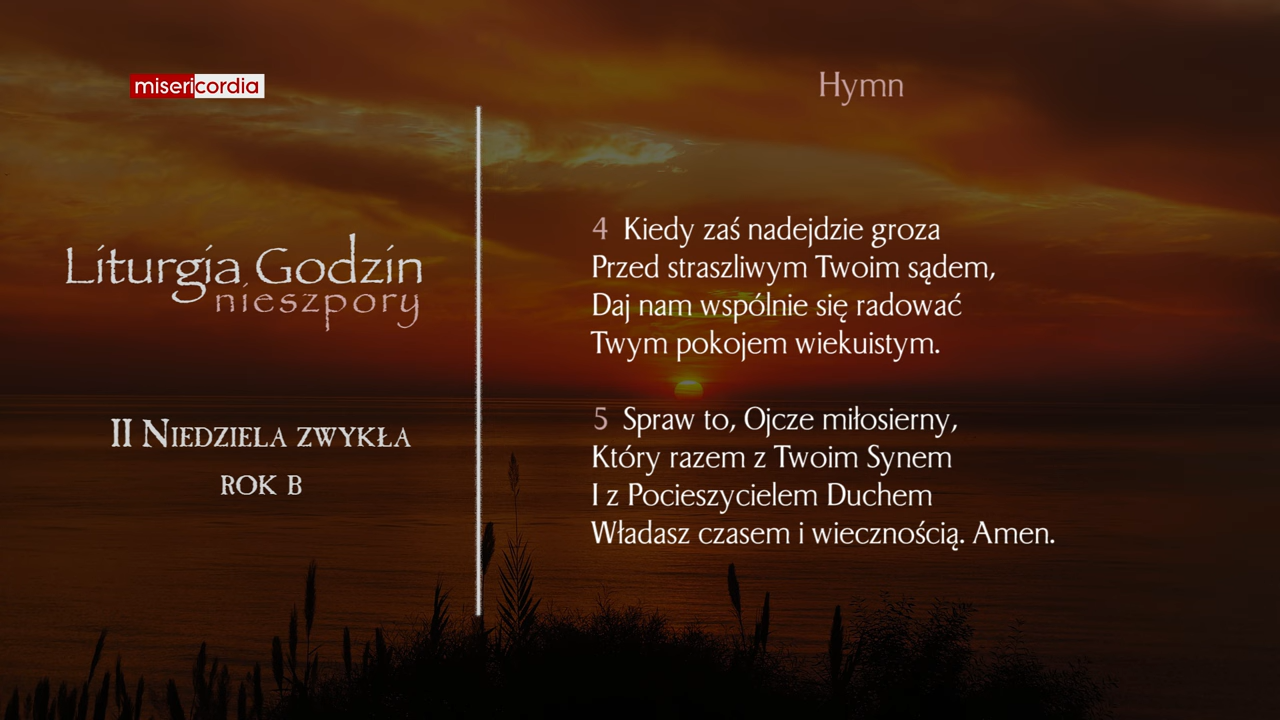 misericordia
Liturgia Godzin
nieszpory
II Niedziela zwykła
rok B
Hymn
4 Kiedy zaś nadejdzie groza
Przed straszliwym Twoim sądem,
Daj nam wspólnie się radować
Twym pokojem wiekuistym.
5 Spraw to, Ojcze miłosierny,
Który razem z Twoim Synem
I z Pocieszycielem Duchem
Władasz czasem i wiecznością. Amen.